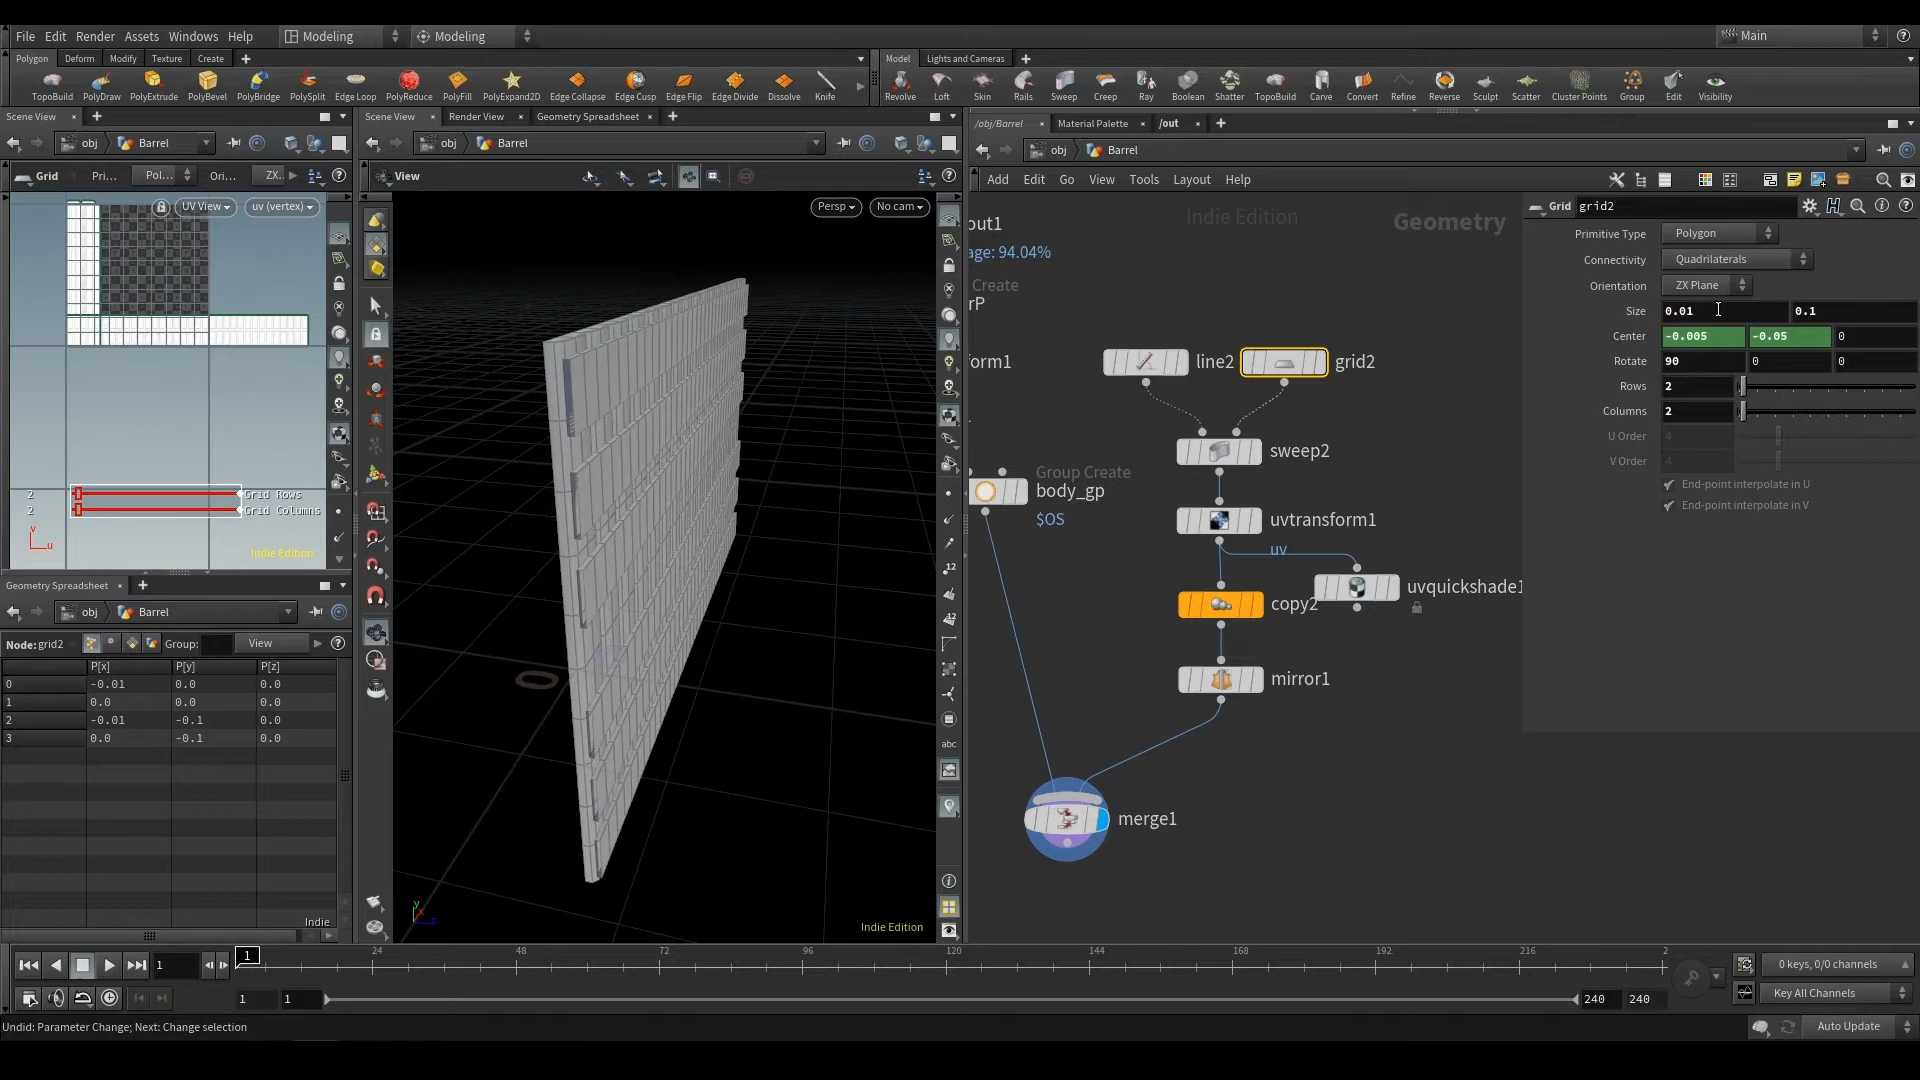 File Edit Render Assets Windows Help Modeling Modeling Main
Polygon Deform Modify Texture Create
Model Lights and Cameras
TopoBuild PolyDraw PolyExtrude PolyBevel PolyBridge PolySplit Edge Loop PolyReduce PolyFill PolyExpand2D Edge Collapse Edge Cusp Edge Flip Edge Divide Dissolve Knife
Revolve Loft Skin Rails Sweep Creep Ray Boolean Shatter TopoBuild Carve Convert Refine Reverse Sculpt Scatter Cluster Points Group Edit Visibility
Scene View
Scene View Render View Geometry Spreadsheet
/obj/Barrel Material Palette /out
obj Barrel
obj Barrel
obj Barrel
Grid Pri... Pol... Ori... ZX
View
Add Edit Go View Tools Layout Help
UV View uv (vertex)
Persp No cam
Indie Edition Geometry
out1
age: 94.04%
Create
rP
form1
line2 grid2
sweep2
Group Create
body_gp
$OS
uvtransform1
uv
uvquickshade1
copy2
mirror1
merge1
Grid grid2
Primitive Type Polygon
Connectivity Quadrilaterals
Orientation ZX Plane
Size 0.01 0.1
Center -0.005 -0.05 0
Rotate 90 0 0
Rows 2
Columns 2
U Order 4
V Order 4
End-point interpolate in U
End-point interpolate in V
2 Grid Rows
2 Grid Columns
v
u
Indie Edition
Geometry Spreadsheet
obj Barrel
Node: grid2 Group: View
P[x] P[y] P[z]
0 -0.01 0.0 0.0
1 0.0 0.0 0.0
2 -0.01 -0.1 0.0
3 0.0 -0.1 0.0
Indie
12
12
abc
y
x
z
Indie Edition
1 1 24 48 72 96 120 144 168 192 216 2
0 keys, 0/0 channels
1 1 240 240
Key All Channels
Undid: Parameter Change; Next: Change selection
Auto Update